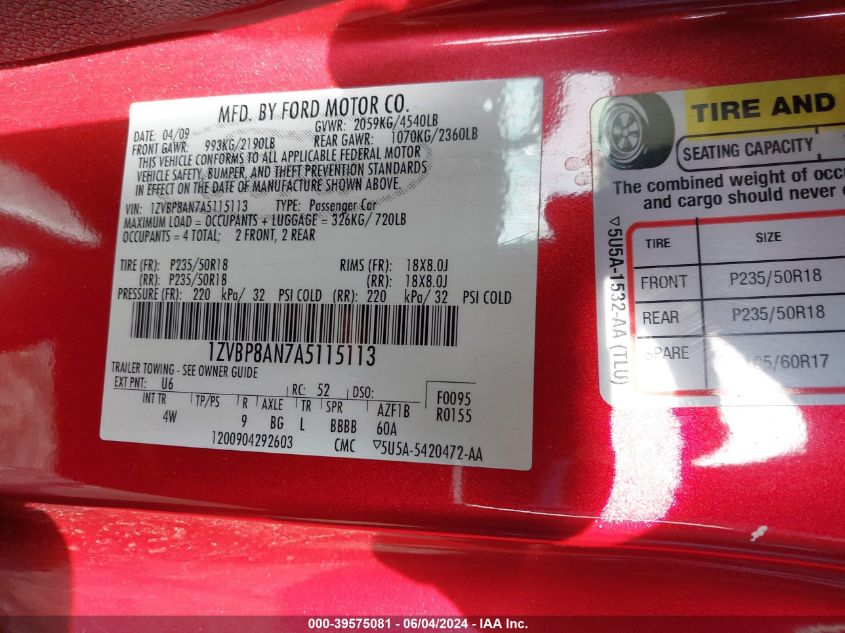 MFD. BY FORD MOTOR CO.
DATE: 04/09 GVWR: 2059KG/4540LB
FRONT GAWR: 993KG/2190LB REAR GAWR: 1070KG/2360LB
THIS VEHICLE CONFORMS TO ALL APPLICABLE FEDERAL MOTOR
VEHICLE SAFETY, BUMPER, AND THEFT PREVENTION STANDARDS
IN EFFECT ON THE DATE OF MANUFACTURE SHOWN ABOVE.
VIN: 1ZVBP8AN7A5115113 TYPE: Passenger Car
MAXIMUM LOAD = OCCUPANTS + LUGGAGE = 326KG/ 720LB
OCCUPANTS = 4 TOTAL; 2 FRONT, 2 REAR
TIRE (FR): P235/50R18 RIMS (FR): 18X8.0J
(RR): P235/50R18 (RR): 18X8.0J
PRESSURE (FR): 220 kPa/ 32 PSI COLD (RR): 220 kPa/ 32 PSI COLD
1ZVBP8AN7A5115113
TRAILER TOWING - SEE OWNER GUIDE
EXT PNT: U6 RC: 52 DSO: F0095
INT TR TP/PS R AXLE TR SPR AZF1B R0155
4W 9 BG L BBBB 60A
1200904292603 CMC ▽5U5A-5420472-AA
TIRE AND
SEATING CAPACITY
The combined weight of occu
and cargo should never
TIRE SIZE
FRONT P235/50R18
REAR P235/50R18
SPARE 65/60R17
▽5U5A-1532-AA (TLU)
000-39575081 - 06/04/2024 - IAA Inc.